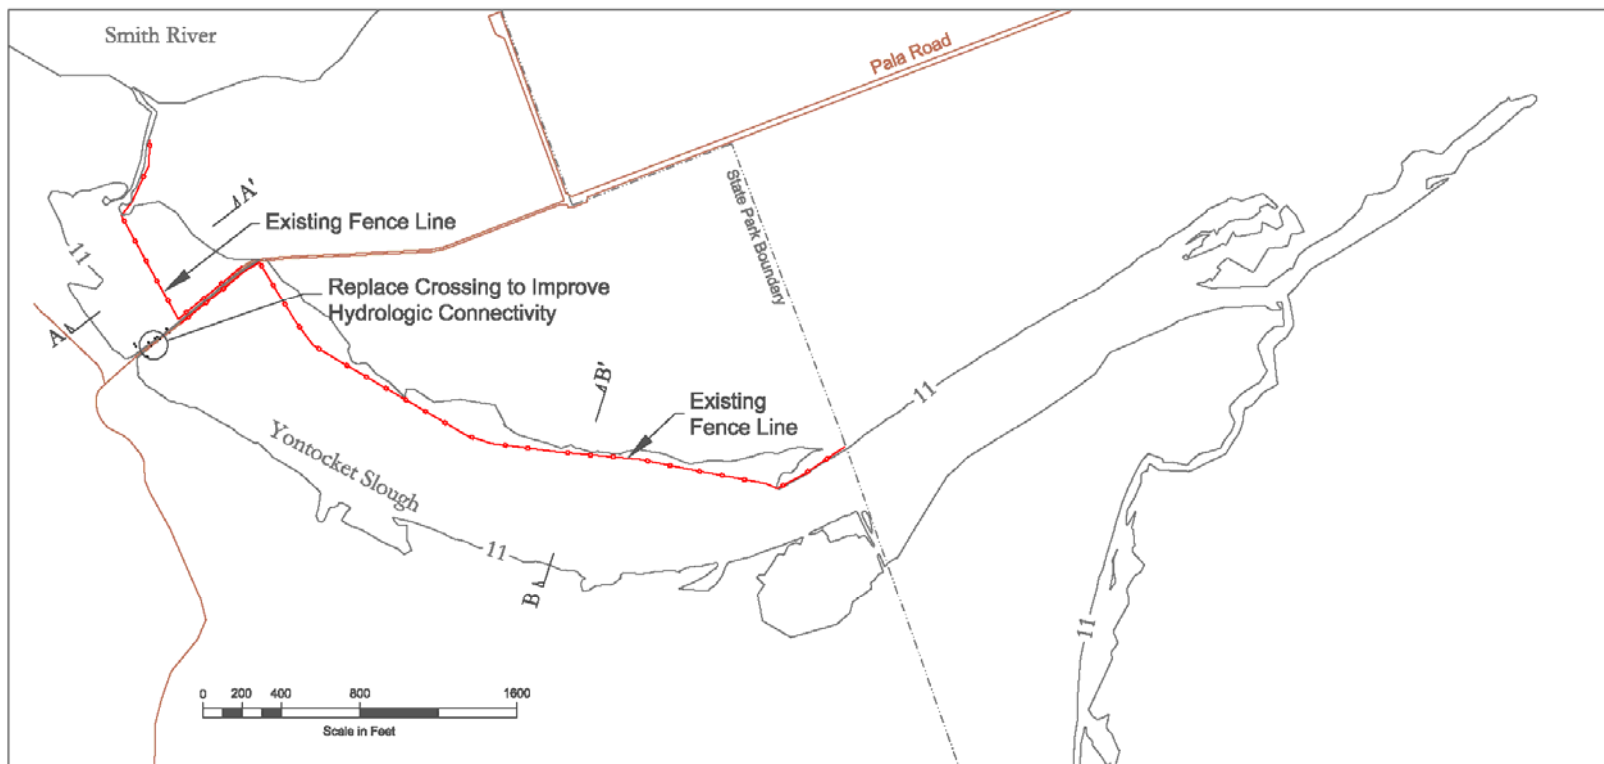 Smith River
Pala Road
A'
State Park Boundary
Existing Fence Line
11
Replace Crossing to Improve
Hydrologic Connectivity
A
B'
Existing
Fence Line
11
Yontocket Slough
11
B
11
0 200 400 800 1600
Scale in Feet